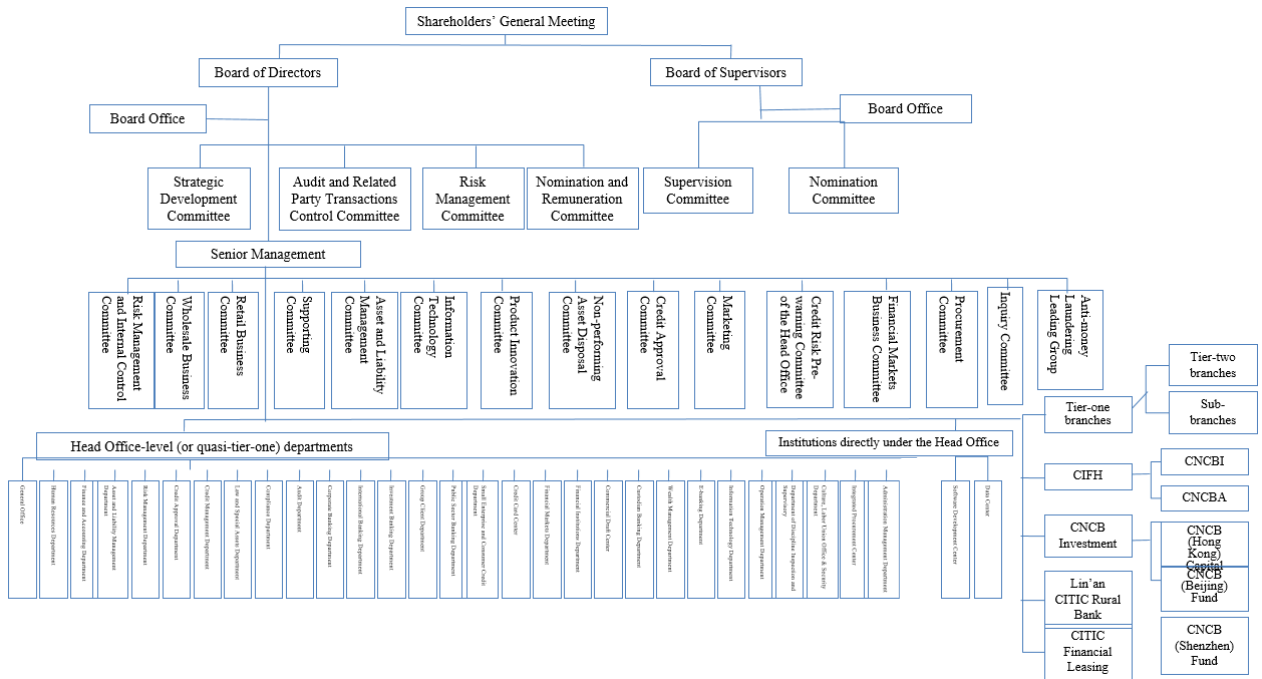 Shareholders' General Meeting
Board of Directors
Board of Supervisors
Board Office
Board Office
Strategic
Development
Committee
Audit and Related
Party Transactions
Control Committee
Risk
Management
Committee
Nomination and
Remuneration
Committee
Supervision
Committee
Nomination
Committee
Senior Management
Risk Management
and Internal Control
Committee
Wholesale Business
Committee
Retail Business
Committee
Supporting
Committee
Asset and Liability
Management
Committee
Information
Technology
Committee
Product Innovation
Committee
Non-performing
Asset Disposal
Committee
Credit Approval
Committee
Marketing
Committee
Credit Risk Pre-
warning Committee
of the Head Office
Financial Markets
Business Committee
Procurement
Committee
Inquiry Committee
Anti-money
Laundering
Leading Group
Tier-two
branches
Tier-one
branches
Sub-
branches
Head Office-level (or quasi-tier-one) departments
Institutions directly under the Head Office
General Office
Human Resources Department
Finance and Accounting Department
Asset and Liability Management
Department
Risk Management Department
Credit Approval Department
Credit Management Department
Law and Special Assets Department
Compliance Department
Audit Department
Corporate Banking Department
International Banking Department
Investment Banking Department
Group Client Department
Public Sector Banking Department
Small Enterprise and Consumer Credit
Department
Credit Card Center
Financial Markets Department
Financial Institutions Department
Commercial Draft Center
Custodian Banking Department
Wealth Management Department
E-banking Department
Information Technology Department
Operation Management Department
Department of Discipline Inspection and
Supervisory
Culture, Labor Union Office & Security
Department
Integrated Procurement Center
Administration Management Department
Software Development Center
Data Center
CIFH
CNCBI
CNCBA
CNCB
Investment
CNCB
(Hong
Kong)
Capital
CNCB
(Beijing)
Fund
Lin'an
CITIC Rural
Bank
CITIC
Financial
Leasing
CNCB
(Shenzhen)
Fund